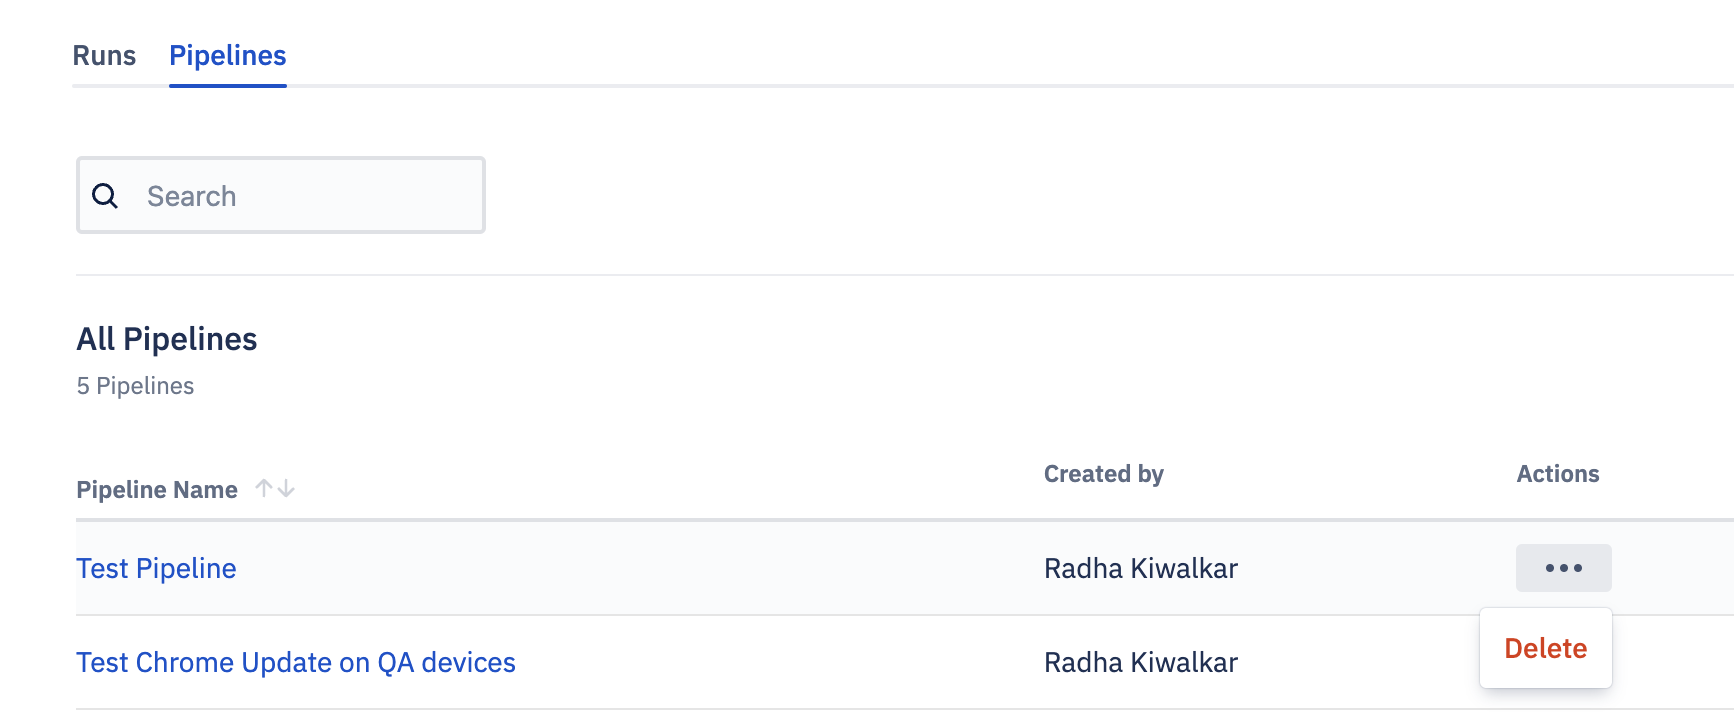 Runs Pipelines
Search
All Pipelines
5 Pipelines
Pipeline Name Created by Actions
Test Pipeline Radha Kiwalkar
Delete
Test Chrome Update on QA devices Radha Kiwalkar